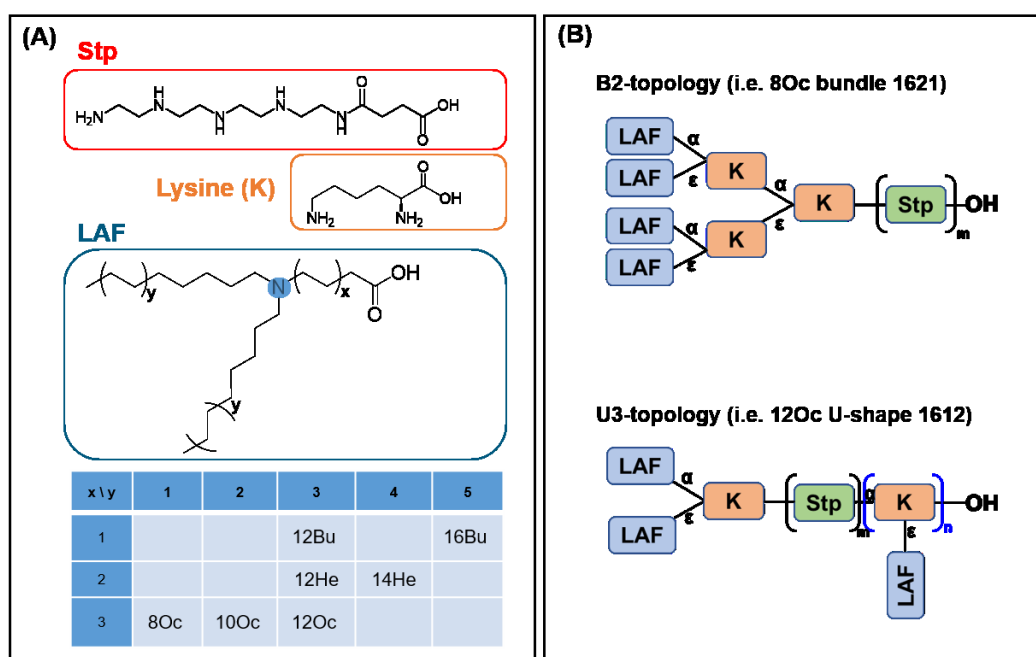 (A)
Stp
H₂N
H
N
N
H
H
N
N
H
O
OH
O
Lysine (K)
O
OH
NH₂
NH₂
LAF
y
N
x
OH
O
y
x \ y 1 2 3 4 5
1 12Bu 16Bu
2 12He 14He
3 8Oc 10Oc 12Oc
(B)
B2-topology (i.e. 8Oc bundle 1621)
LAF
α
LAF
ε
K
α
K
Stp
m
OH
LAF
α
K
ε
LAF
ε
U3-topology (i.e. 12Oc U-shape 1612)
LAF
α
K
Stp
m
K
n
OH
LAF
ε
ε
LAF